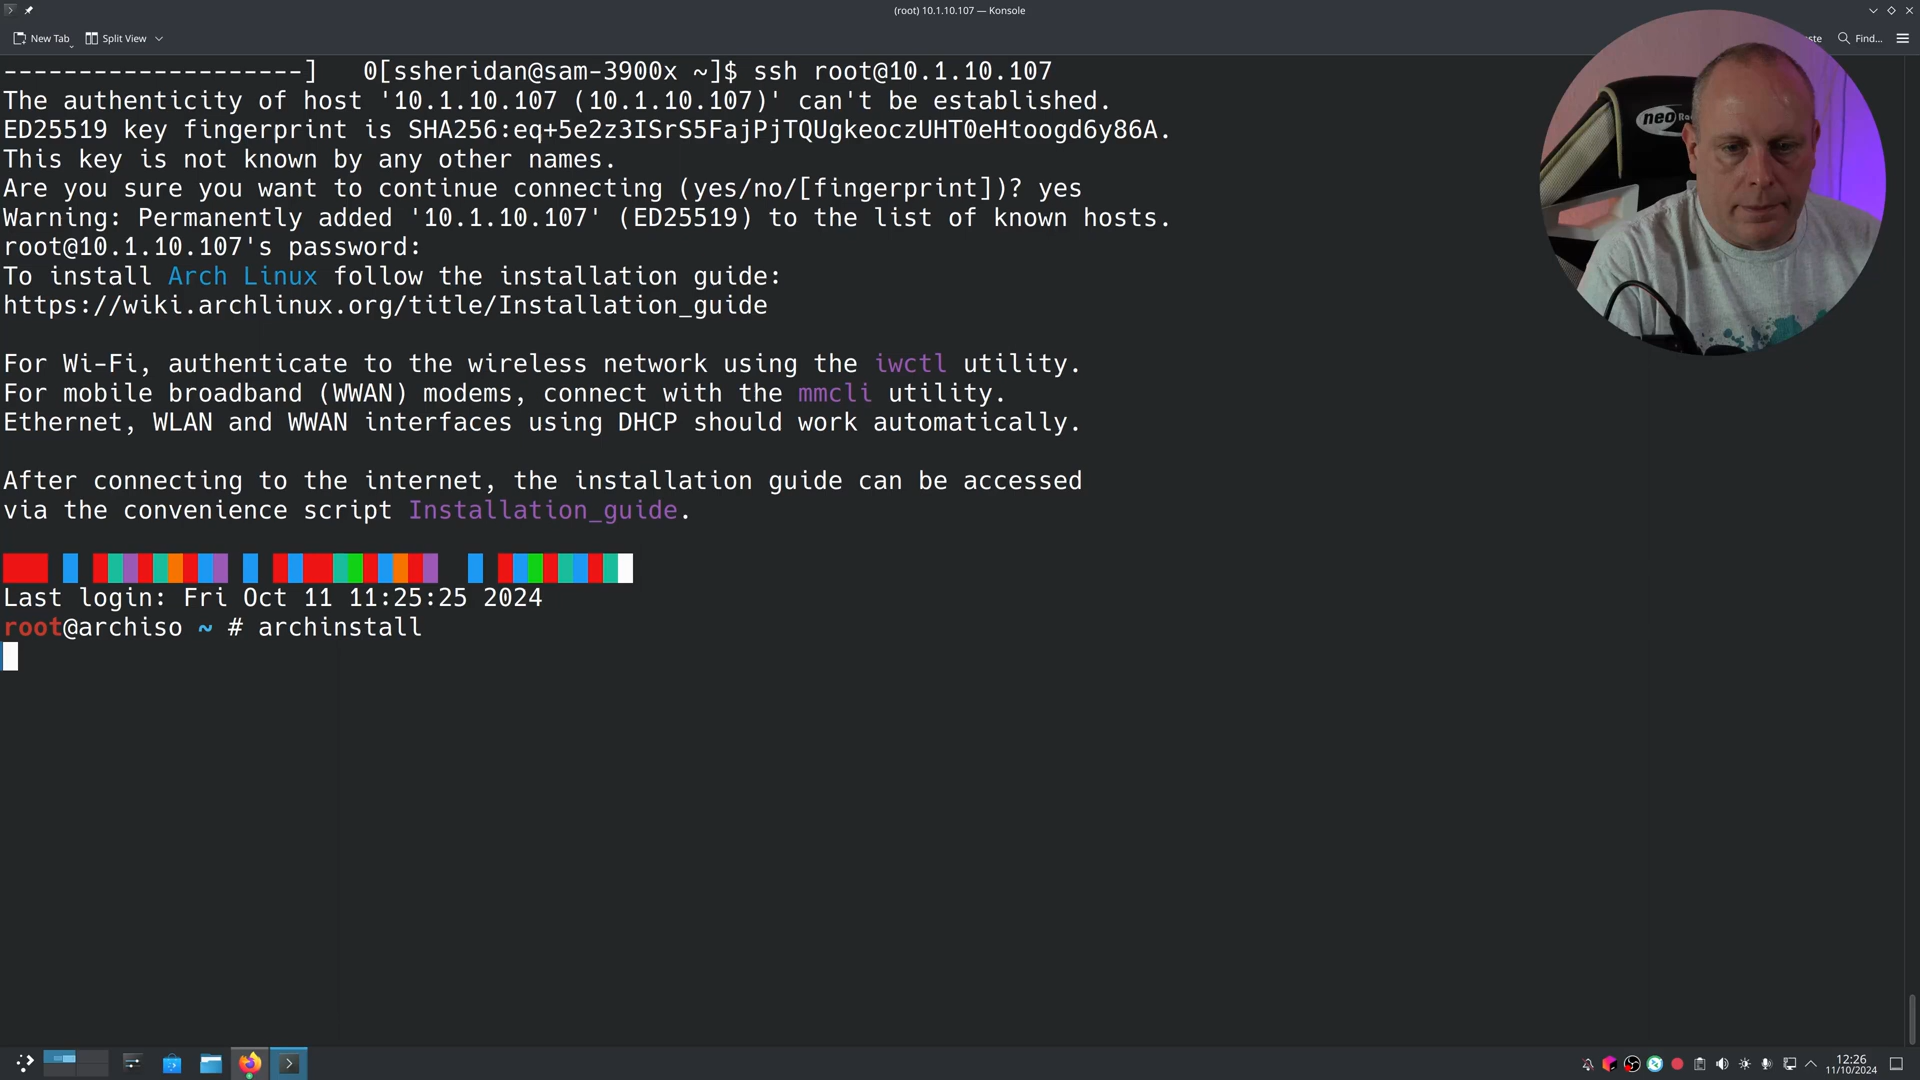 (root) 10.1.10.107 — Konsole
New Tab
Split View
Find...
--------------------]   0[ssheridan@sam-3900x ~]$ ssh root@10.1.10.107
The authenticity of host '10.1.10.107 (10.1.10.107)' can't be established.
ED25519 key fingerprint is SHA256:eq+5e2z3ISrS5FajPjTQUgkeoczUHT0eHtoogd6y86A.
This key is not known by any other names.
Are you sure you want to continue connecting (yes/no/[fingerprint])? yes
Warning: Permanently added '10.1.10.107' (ED25519) to the list of known hosts.
root@10.1.10.107's password:
To install Arch Linux follow the installation guide:
https://wiki.archlinux.org/title/Installation_guide
For Wi-Fi, authenticate to the wireless network using the iwctl utility.
For mobile broadband (WWAN) modems, connect with the mmcli utility.
Ethernet, WLAN and WWAN interfaces using DHCP should work automatically.
After connecting to the internet, the installation guide can be accessed
via the convenience script Installation_guide.
Last login: Fri Oct 11 11:25:25 2024
root@archiso ~ # archinstall
neo
12:26
11/10/2024